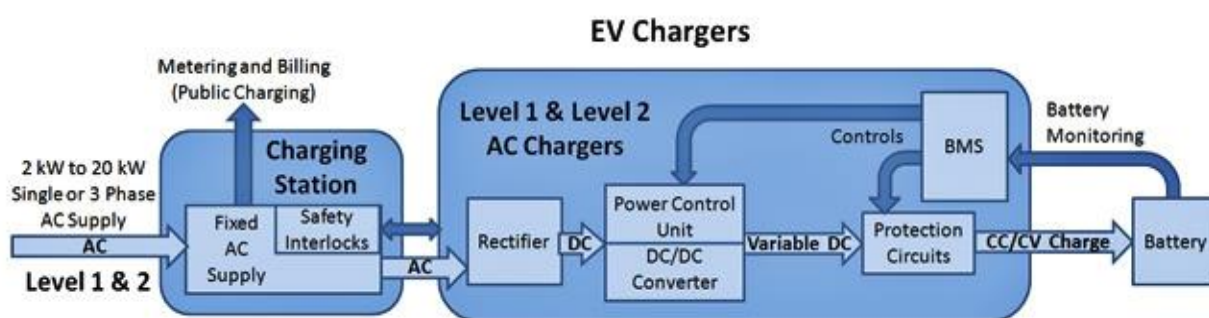 EV Chargers
Metering and Billing
(Public Charging)
2 kW to 20 kW
Single or 3 Phase
AC Supply
AC
Level 1 & 2
Charging
Station
Fixed
AC
Supply
Safety
Interlocks
AC
Level 1 & Level 2
AC Chargers
Rectifier
DC
Power Control
Unit
DC/DC
Converter
Variable DC
Controls
BMS
Protection
Circuits
Battery
Monitoring
CC/CV Charge
Battery